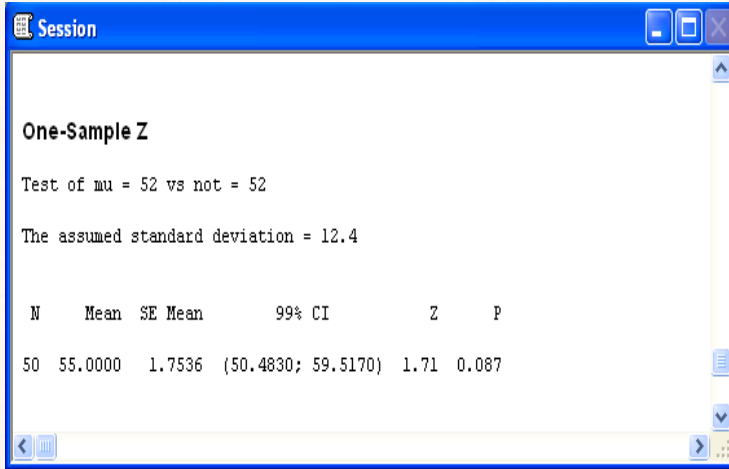 Session
One-Sample Z
Test of mu = 52 vs not = 52
The assumed standard deviation = 12.4
N Mean SE Mean 99% CI Z P
50 55.0000 1.7536 (50.4830; 59.5170) 1.71 0.087